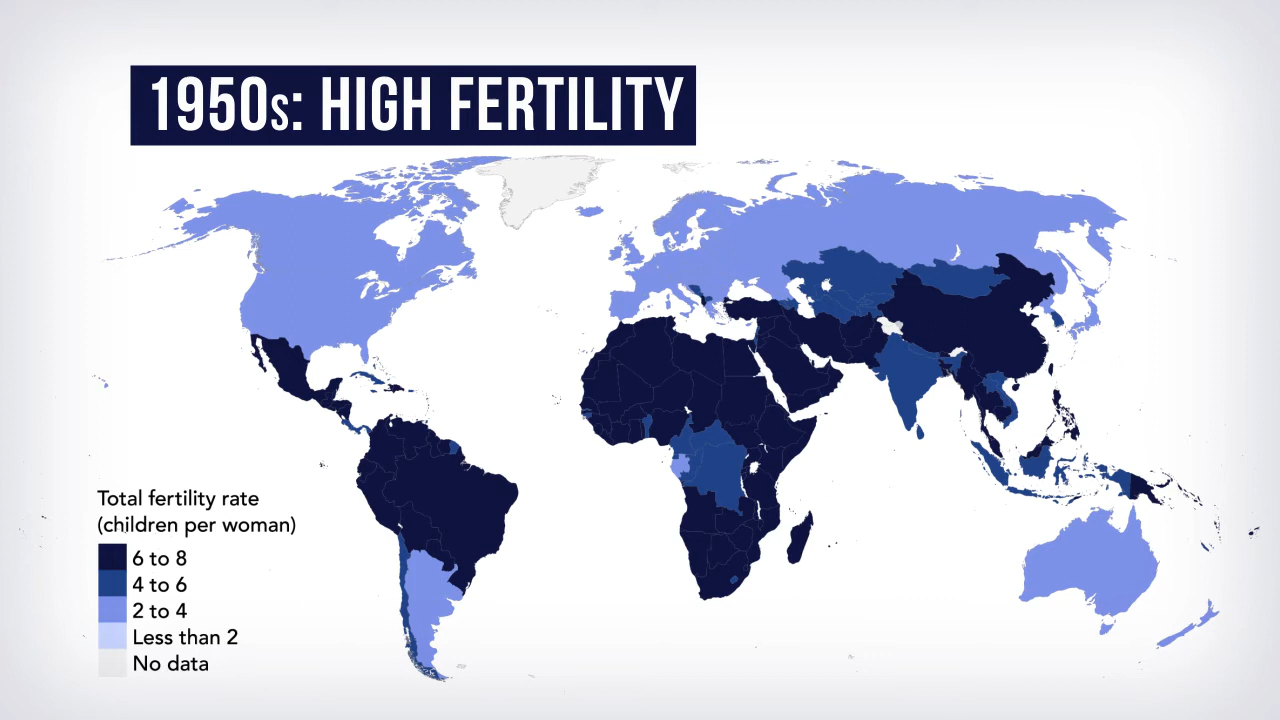 1950s: HIGH FERTILITY
Total fertility rate
(children per woman)
6 to 8
4 to 6
2 to 4
Less than 2
No data